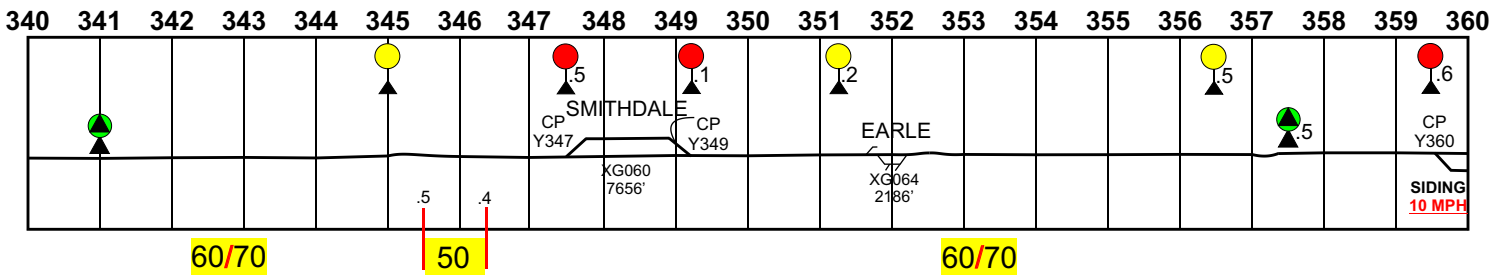 340 341 342 343 344 345 346 347 348 349 350 351 352 353 354 355 356 357 358 359 360
.5 .1 .2 .5 .6
SMITHDALE
CP
Y347
CP
Y349
EARLE
.5
CP
Y360
XG060
7656’
XG064
2186’
SIDING
10 MPH
.5 .4
60/70 50 60/70